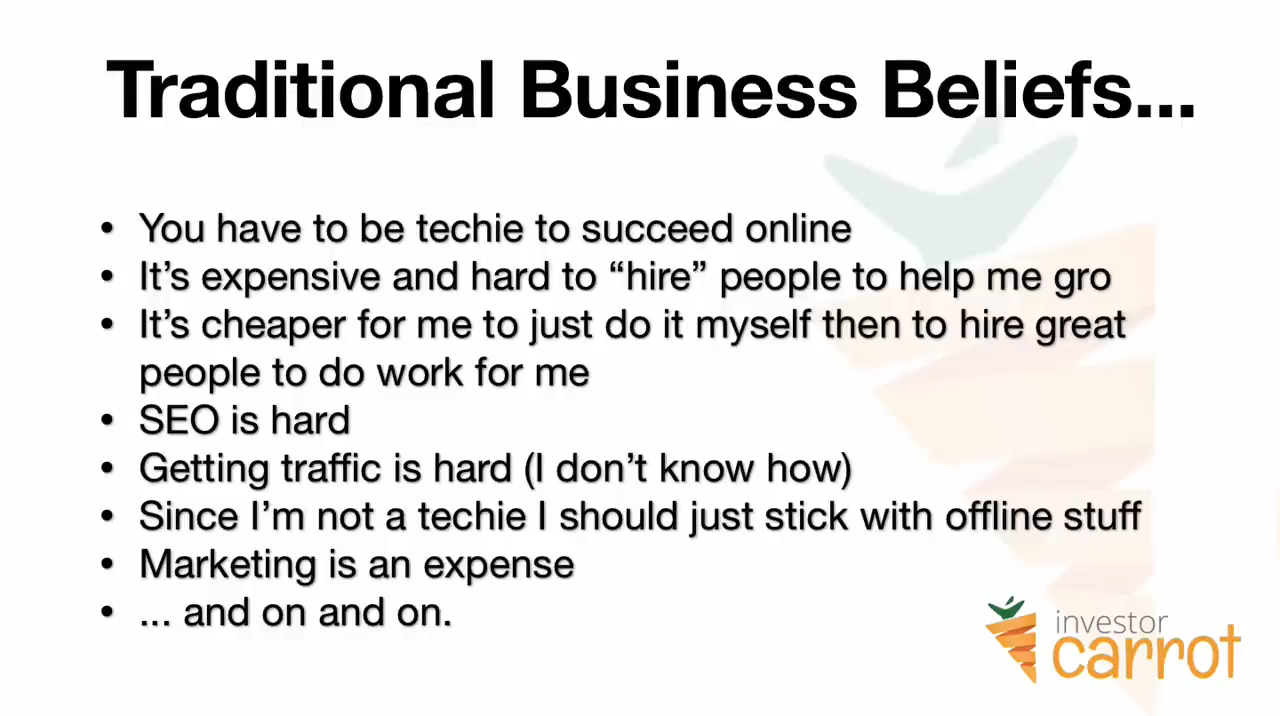 Traditional Business Beliefs...
• You have to be techie to succeed online
• It’s expensive and hard to “hire” people to help me gro
• It’s cheaper for me to just do it myself then to hire great
people to do work for me
• SEO is hard
• Getting traffic is hard (I don’t know how)
• Since I’m not a techie I should just stick with offline stuff
• Marketing is an expense
• ... and on and on.
investor
carrot